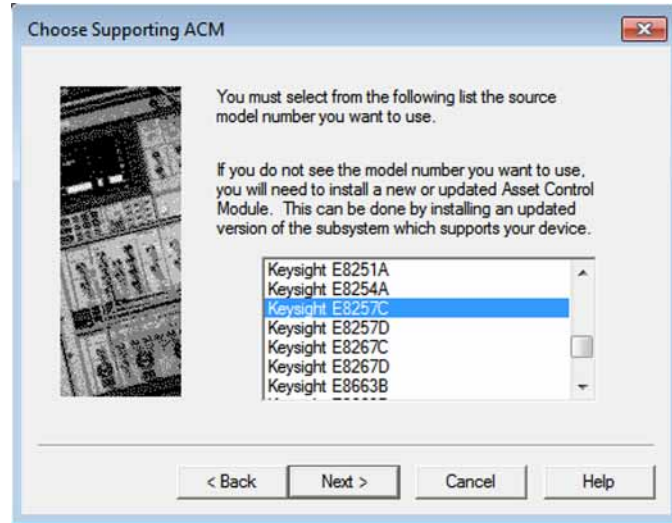 Choose Supporting ACM
You must select from the following list the source
model number you want to use.
If you do not see the model number you want to use,
you will need to install a new or updated Asset Control
Module. This can be done by installing an updated
version of the subsystem which supports your device.
Keysight E8251A
Keysight E8254A
Keysight E8257C
Keysight E8257D
Keysight E8267C
Keysight E8267D
Keysight E8663B
< Back Next > Cancel Help